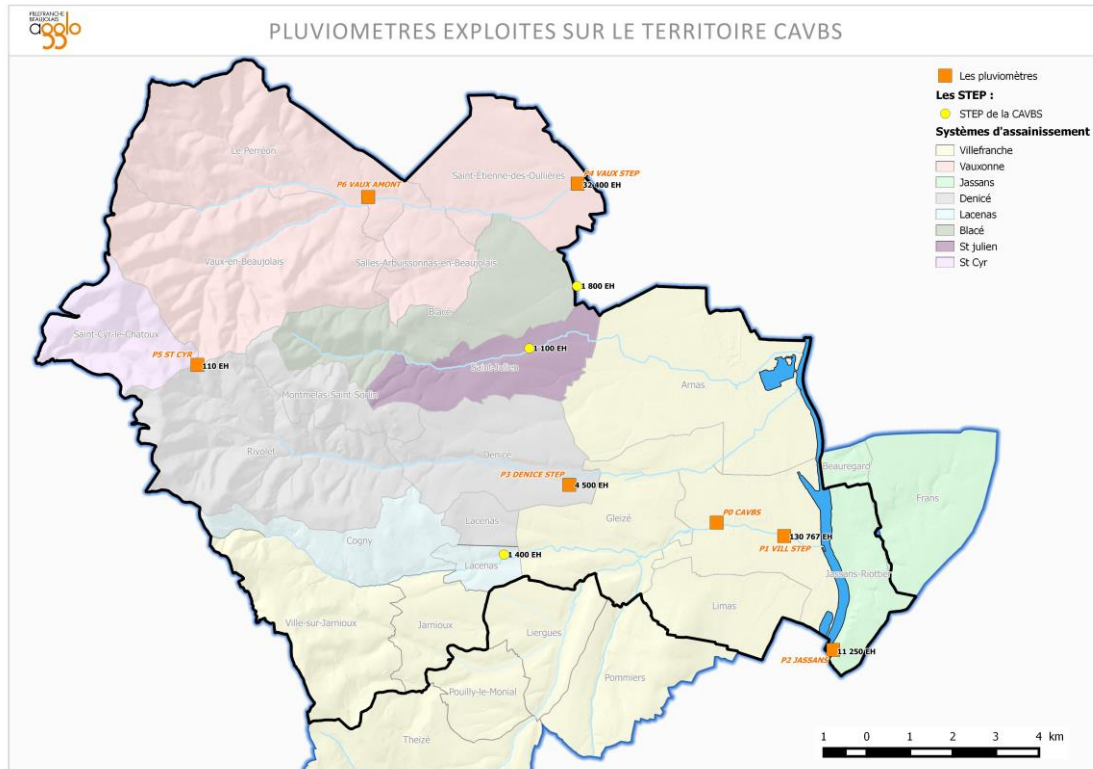 VILLEFRANCHE
BEAUJOLAIS
agglo
PLUVIOMETRES EXPLOITES SUR LE TERRITOIRE CAVBS
Les pluviomètres
Les STEP :
STEP de la CAVBS
Systèmes d'assainissement
Villefranche
Vauxonne
Jassans
Denicé
Lacenas
Blacé
St julien
St Cyr
Le Perréon
Saint-Étienne-des-Oullières
P4 VAUX STEP
32 400 EH
P6 VAUX AMONT
Vaux-en-Beaujolais
Salles-Arbuissonnas-en-Beaujolais
1 800 EH
Blacé
Saint-Cyr-le-Chatoux
P5 ST CYR
110 EH
1 100 EH
Saint-Julien
Arnas
Montmelas-Saint-Sorlin
Rivolet
Denicé
P3 DENICE STEP
4 500 EH
Beauregard
Frans
Lacenas
Gleizé
P0 CAVBS
130 767 EH
P1 VILL STEP
Cogny
1 400 EH
Lacenas
Jassans-Riottier
Limas
Ville-sur-Jarnioux
Jarnioux
Liergues
P2 JASSANS
11 250 EH
Pommiers
Pouilly-le-Monial
Theizé
1 0 1 2 3 4 km